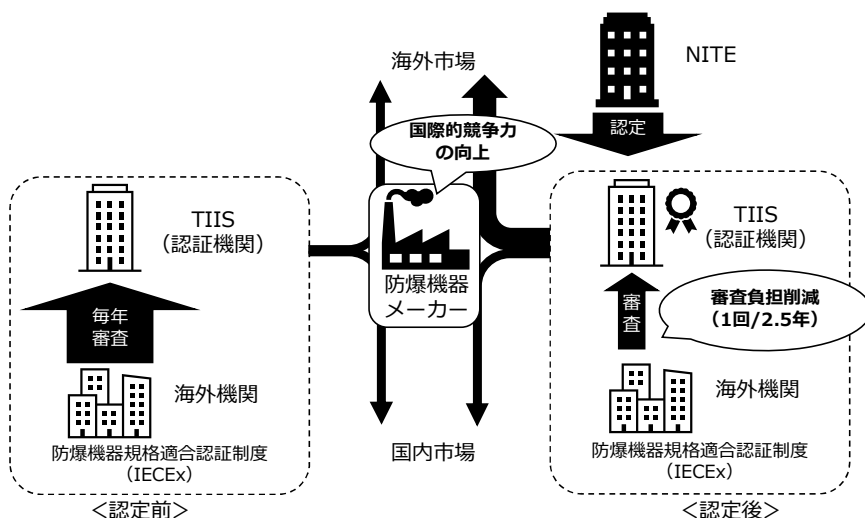 海外市場
NITE
認定
国際的競争力
の向上
TIIS
（認証機関）
毎年
審査
海外機関
防爆機器規格適合認証制度
（IECEx）
＜認定前＞
防爆機器
メーカー
国内市場
TIIS
（認証機関）
審査
審査負担削減
（1回/2.5年）
海外機関
防爆機器規格適合認証制度
（IECEx）
＜認定後＞